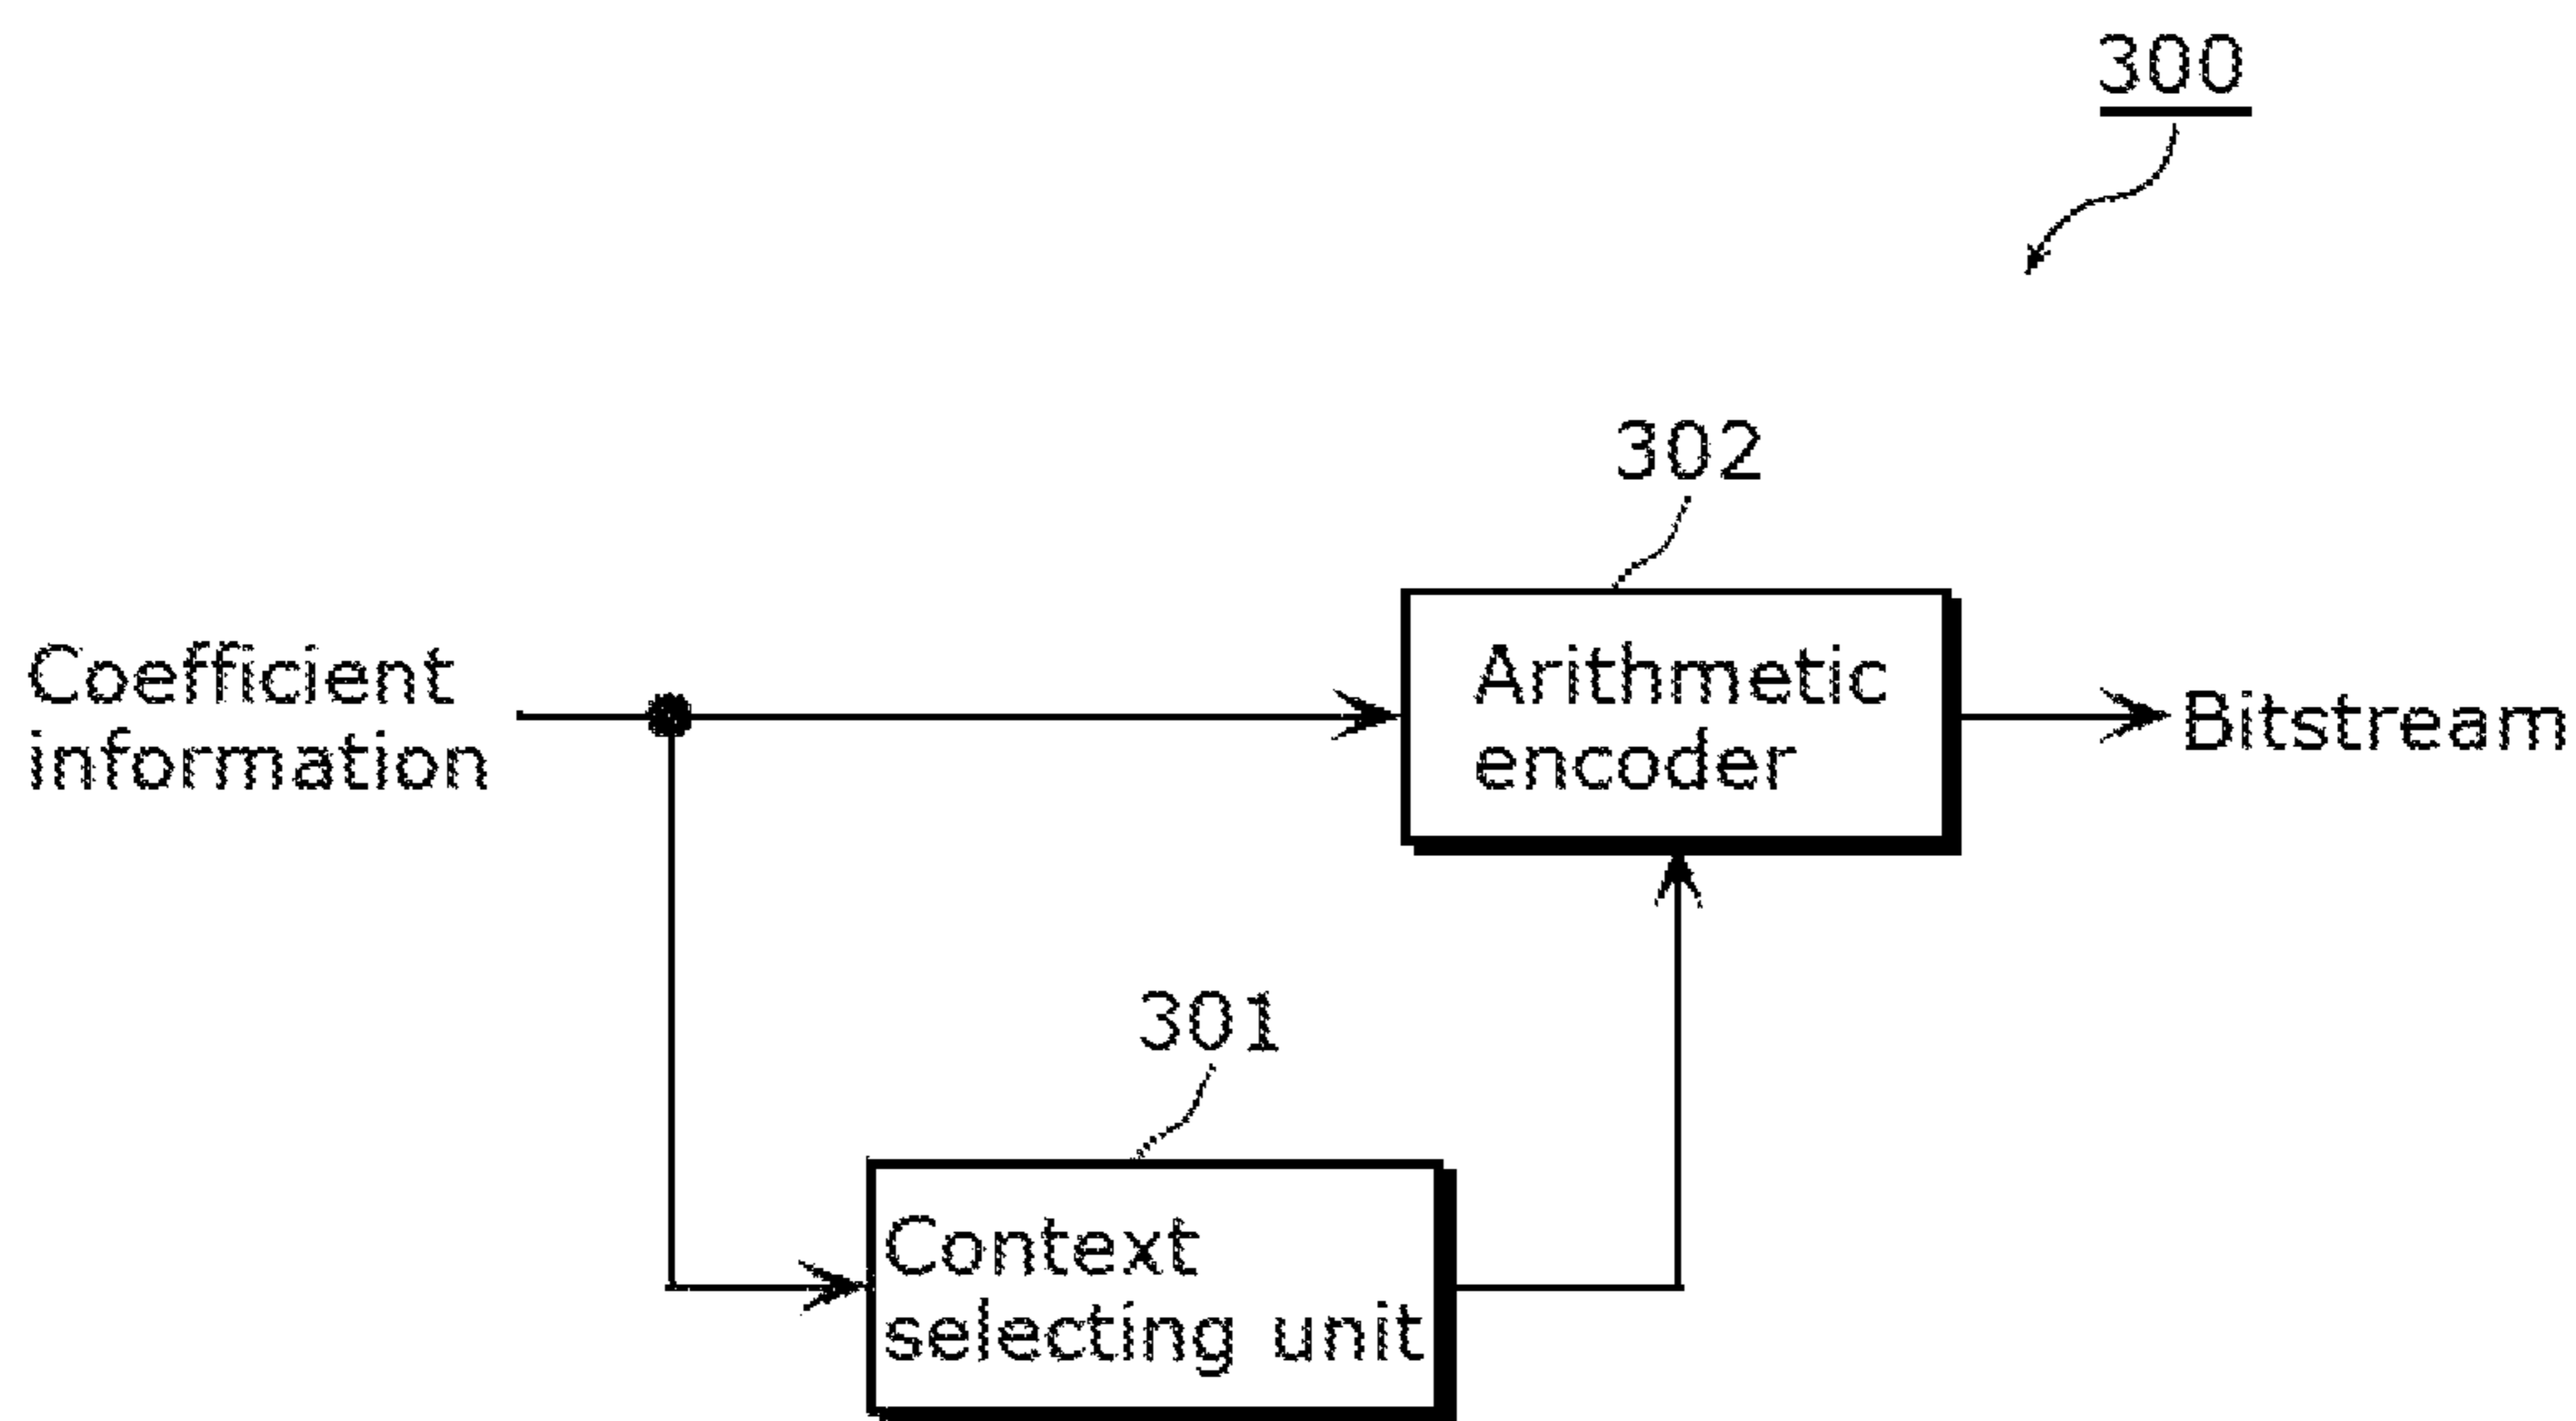 300
302
Coefficient
information
Arithmetic
encoder
Bitstream
301
Context
selecting unit